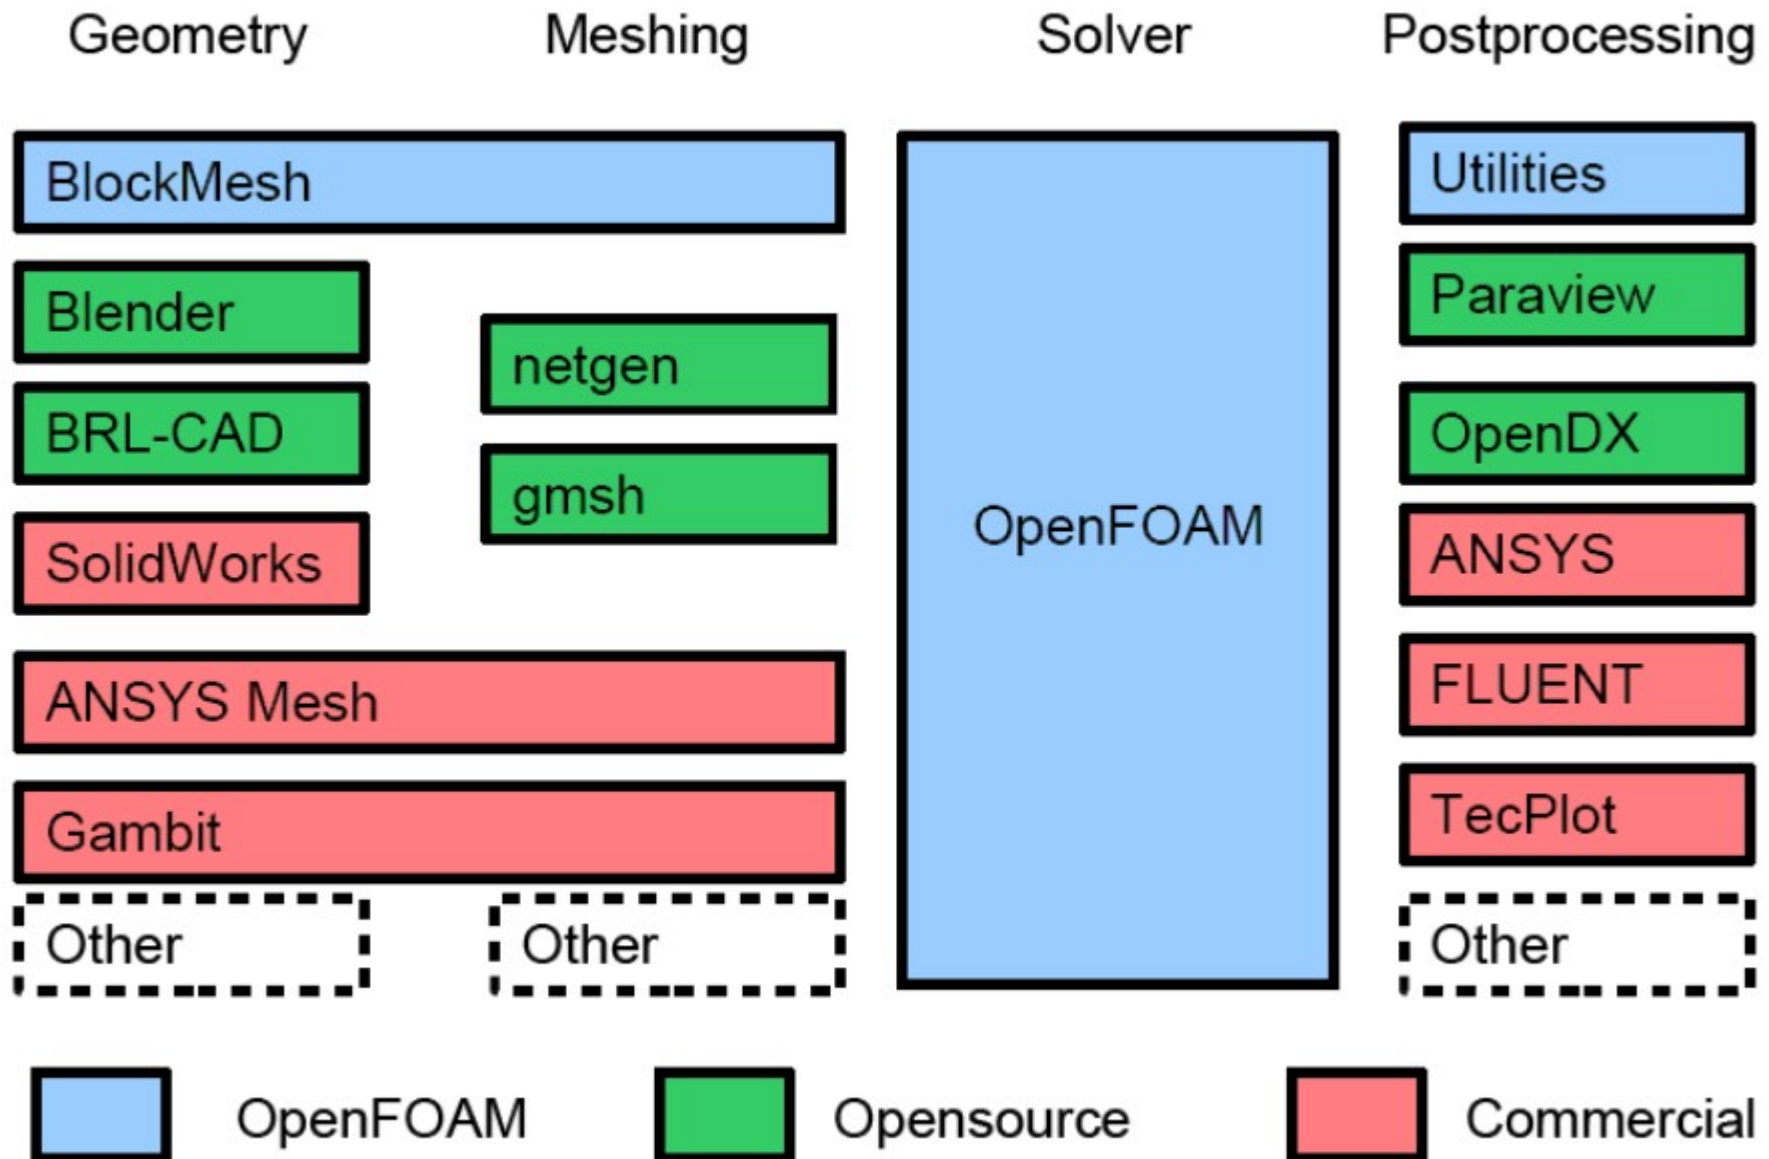 Geometry
Meshing
Solver
Postprocessing
BlockMesh
Blender
BRL-CAD
SolidWorks
netgen
gmsh
ANSYS Mesh
Gambit
Other
Other
OpenFOAM
Utilities
Paraview
OpenDX
ANSYS
FLUENT
TecPlot
Other
OpenFOAM
Opensource
Commercial